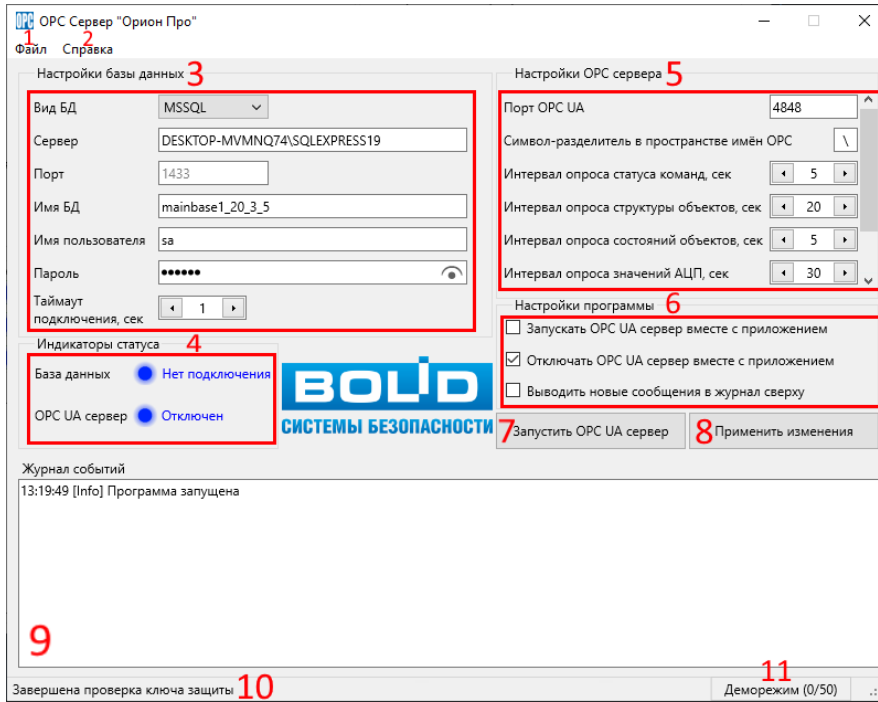 ОРС Сервер "Орион Про"
1 2
Файл Справка
Настройки базы данных 3
Вид БД MSSQL
Сервер DESKTOP-MVMNQ74\SQLEXPRESS19
Порт 1433
Имя БД mainbase1_20_3_5
Имя пользователя sa
Пароль ●●●●●●
Таймаут
подключения, сек 1
Индикаторы статуса 4
База данных Нет подключения
OPC UA сервер Отключен
BOLID
СИСТЕМЫ БЕЗОПАСНОСТИ
Настройки ОРС сервера 5
Порт OPC UA 4848
Символ-разделитель в пространстве имён OPC \
Интервал опроса статуса команд, сек 5
Интервал опроса структуры объектов, сек 20
Интервал опроса состояний объектов, сек 5
Интервал опроса значений АЦП, сек 30
Настройки программы 6
Запускать OPC UA сервер вместе с приложением
Отключать OPC UA сервер вместе с приложением
Выводить новые сообщения в журнал сверху
7 Запустить OPC UA сервер
8 Применить изменения
Журнал событий
13:19:49 [Info] Программа запущена
9
Завершена проверка ключа защиты 10
11
Деморежим (0/50)